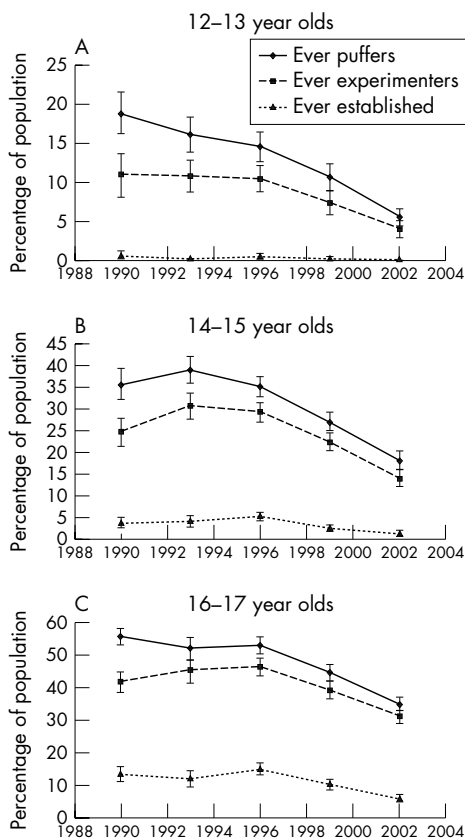 12–13 year olds
A
Ever puffers
Ever experimenters
Ever established
Percentage of population
25
20
15
10
5
0
1988 1990 1992 1994 1996 1998 2000 2002 2004
B
14–15 year olds
Percentage of population
45
40
35
30
25
20
15
10
5
0
1988 1990 1992 1994 1996 1998 2000 2002 2004
C
16–17 year olds
Percentage of population
60
50
40
30
20
10
0
1988 1990 1992 1994 1996 1998 2000 2002 2004